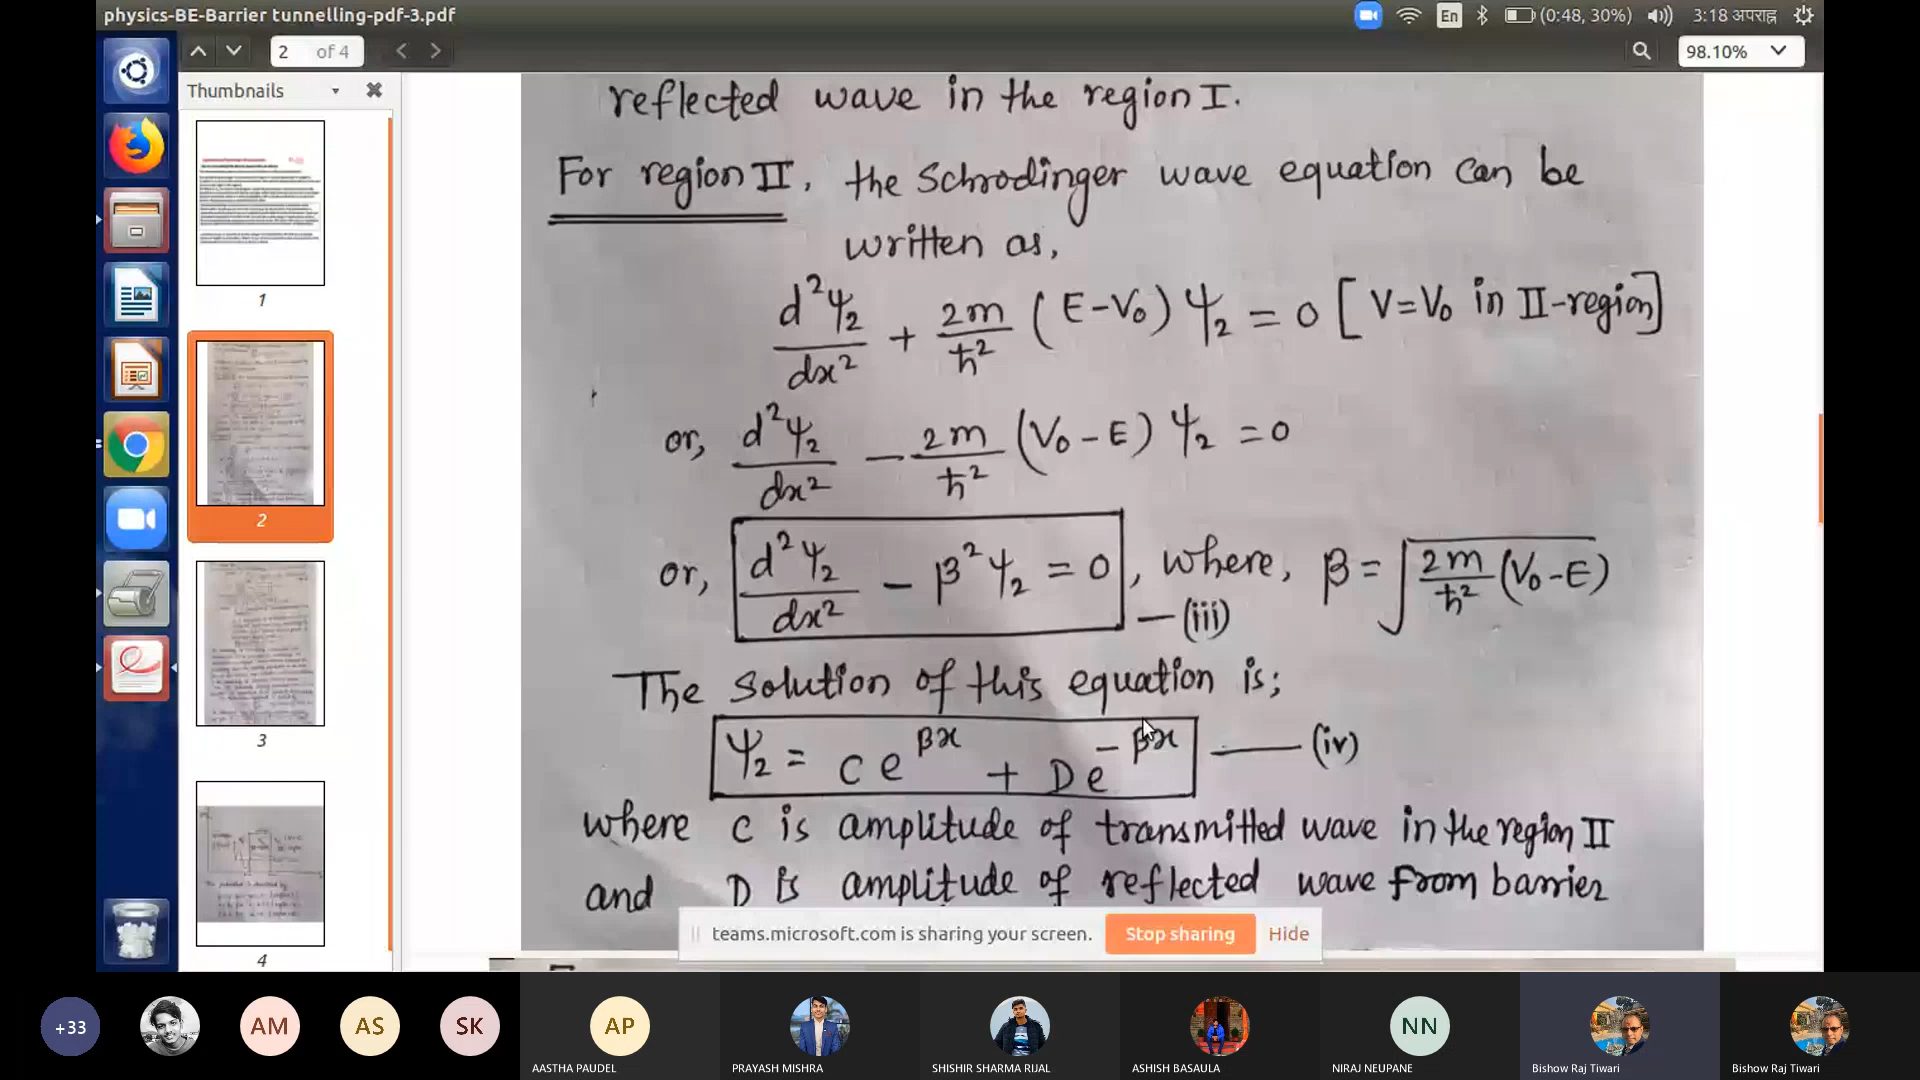 physics-BE-Barrier tunnelling-pdf-3.pdf
En (0:48, 30%) 3:18 अपराह्न
2 of 4
98.10%
Thumbnails
1
2
3
4
reflected wave in the region I.
For region II, the Schrodinger wave equation can be
written as,
d²ψ₂/dx² + 2m/ħ² (E-V₀) ψ₂ = 0 [V=V₀ in II-region]
or, d²ψ₂/dx² - 2m/ħ² (V₀-E) ψ₂ = 0
or, d²ψ₂/dx² - β²ψ₂ = 0, where, β = √(2m/ħ² (V₀-E))
—(iii)
The solution of this equation is;
ψ₂ = C e^βx + D e^-βx —— (iv)
where C is amplitude of transmitted wave in the region II
and D is amplitude of reflected wave from barrier
teams.microsoft.com is sharing your screen. Stop sharing Hide
+33 AM AS SK AP NN
AASTHA PAUDEL PRAYASH MISHRA SHISHIR SHARMA RIJAL ASHISH BASAULA NIRAJ NEUPANE Bishow Raj Tiwari Bishow Raj Tiwari